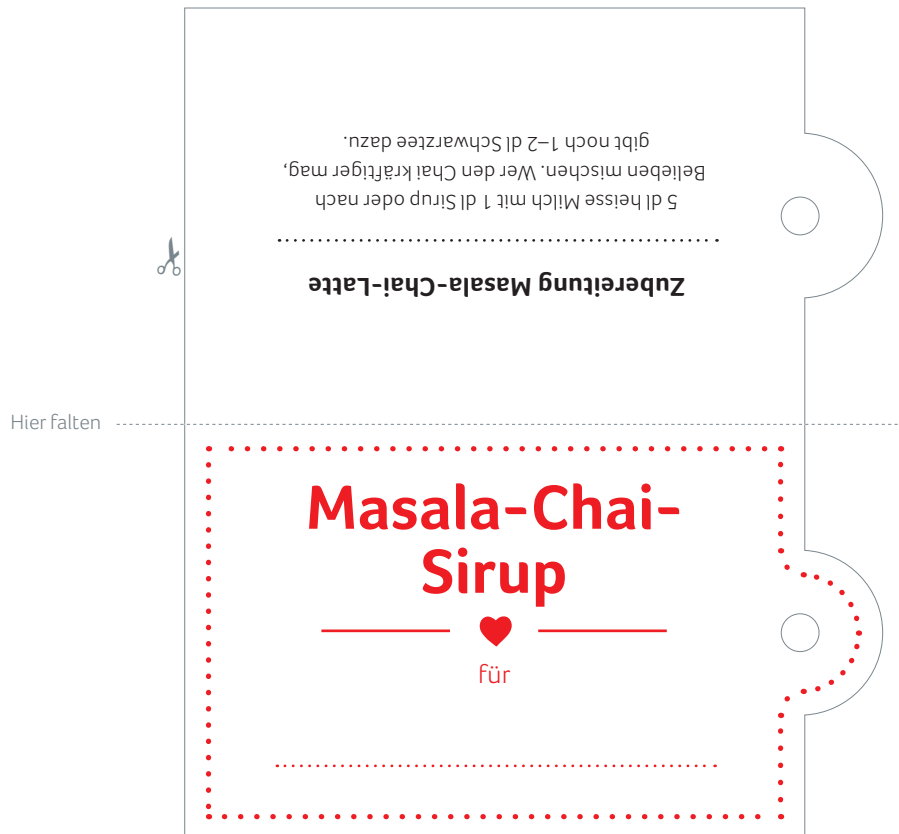 Zubereitung Masala-Chai-Latte
5 dl heisse Milch mit 1 dl Sirup oder nach
Belieben mischen. Wer den Chai kräftiger mag,
gibt noch 1–2 dl Schwarztee dazu.
Hier falten
Masala-Chai-
Sirup
für